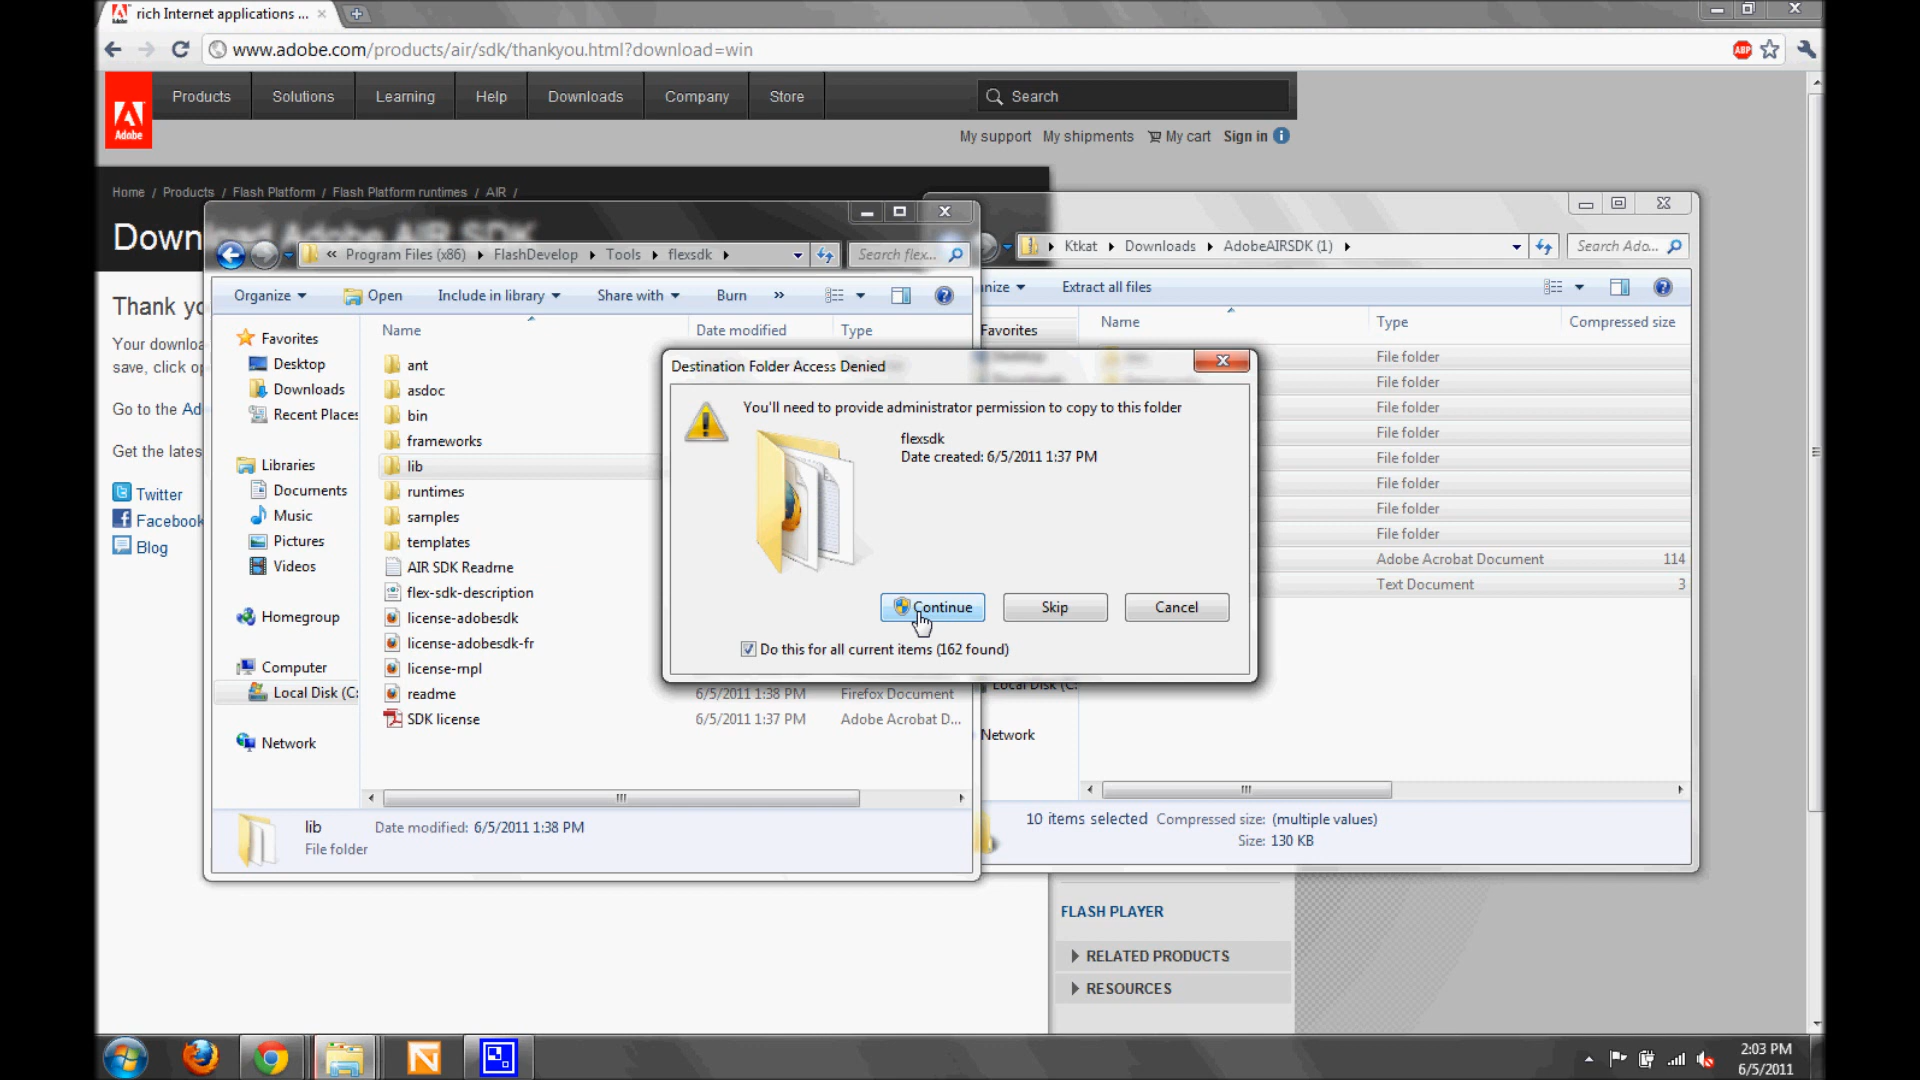 rich Internet applications ...
www.adobe.com/products/air/sdk/thankyou.html?download=win
ABP
Adobe
Products
Solutions
Learning
Help
Downloads
Company
Store
Search
My support
My shipments
My cart
Sign in
Home / Products / Flash Platform / Flash Platform runtimes / AIR /
Download Adobe AIR SDK
Thank yo
Your downloa
save, click op
Go to the Ad
Get the lates
Twitter
Facebook
Blog
« Program Files (x86) FlashDevelop Tools flexsdk
Search flex...
Organize
Open
Include in library
Share with
Burn
»
Name
Date modified
Type
Favorites
Desktop
Downloads
Recent Places
Libraries
Documents
Music
Pictures
Videos
Homegroup
Computer
Local Disk (C:
Network
ant
asdoc
bin
frameworks
lib
runtimes
samples
templates
AIR SDK Readme
flex-sdk-description
license-adobesdk
license-adobesdk-fr
license-mpl
readme
6/5/2011 1:38 PM
Firefox Document
SDK license
6/5/2011 1:37 PM
Adobe Acrobat D...
lib
Date modified: 6/5/2011 1:38 PM
File folder
Ktkat Downloads AdobeAIRSDK (1)
Search Ado...
nize
Extract all files
Favorites
Name
Type
Compressed size
File folder
File folder
File folder
File folder
File folder
File folder
File folder
File folder
Adobe Acrobat Document
114
Text Document
3
Local Disk (C:
Network
10 items selected
Compressed size: (multiple values)
Size: 130 KB
Destination Folder Access Denied
You'll need to provide administrator permission to copy to this folder
flexsdk
Date created: 6/5/2011 1:37 PM
Continue
Skip
Cancel
Do this for all current items (162 found)
FLASH PLAYER
RELATED PRODUCTS
RESOURCES
2:03 PM
6/5/2011